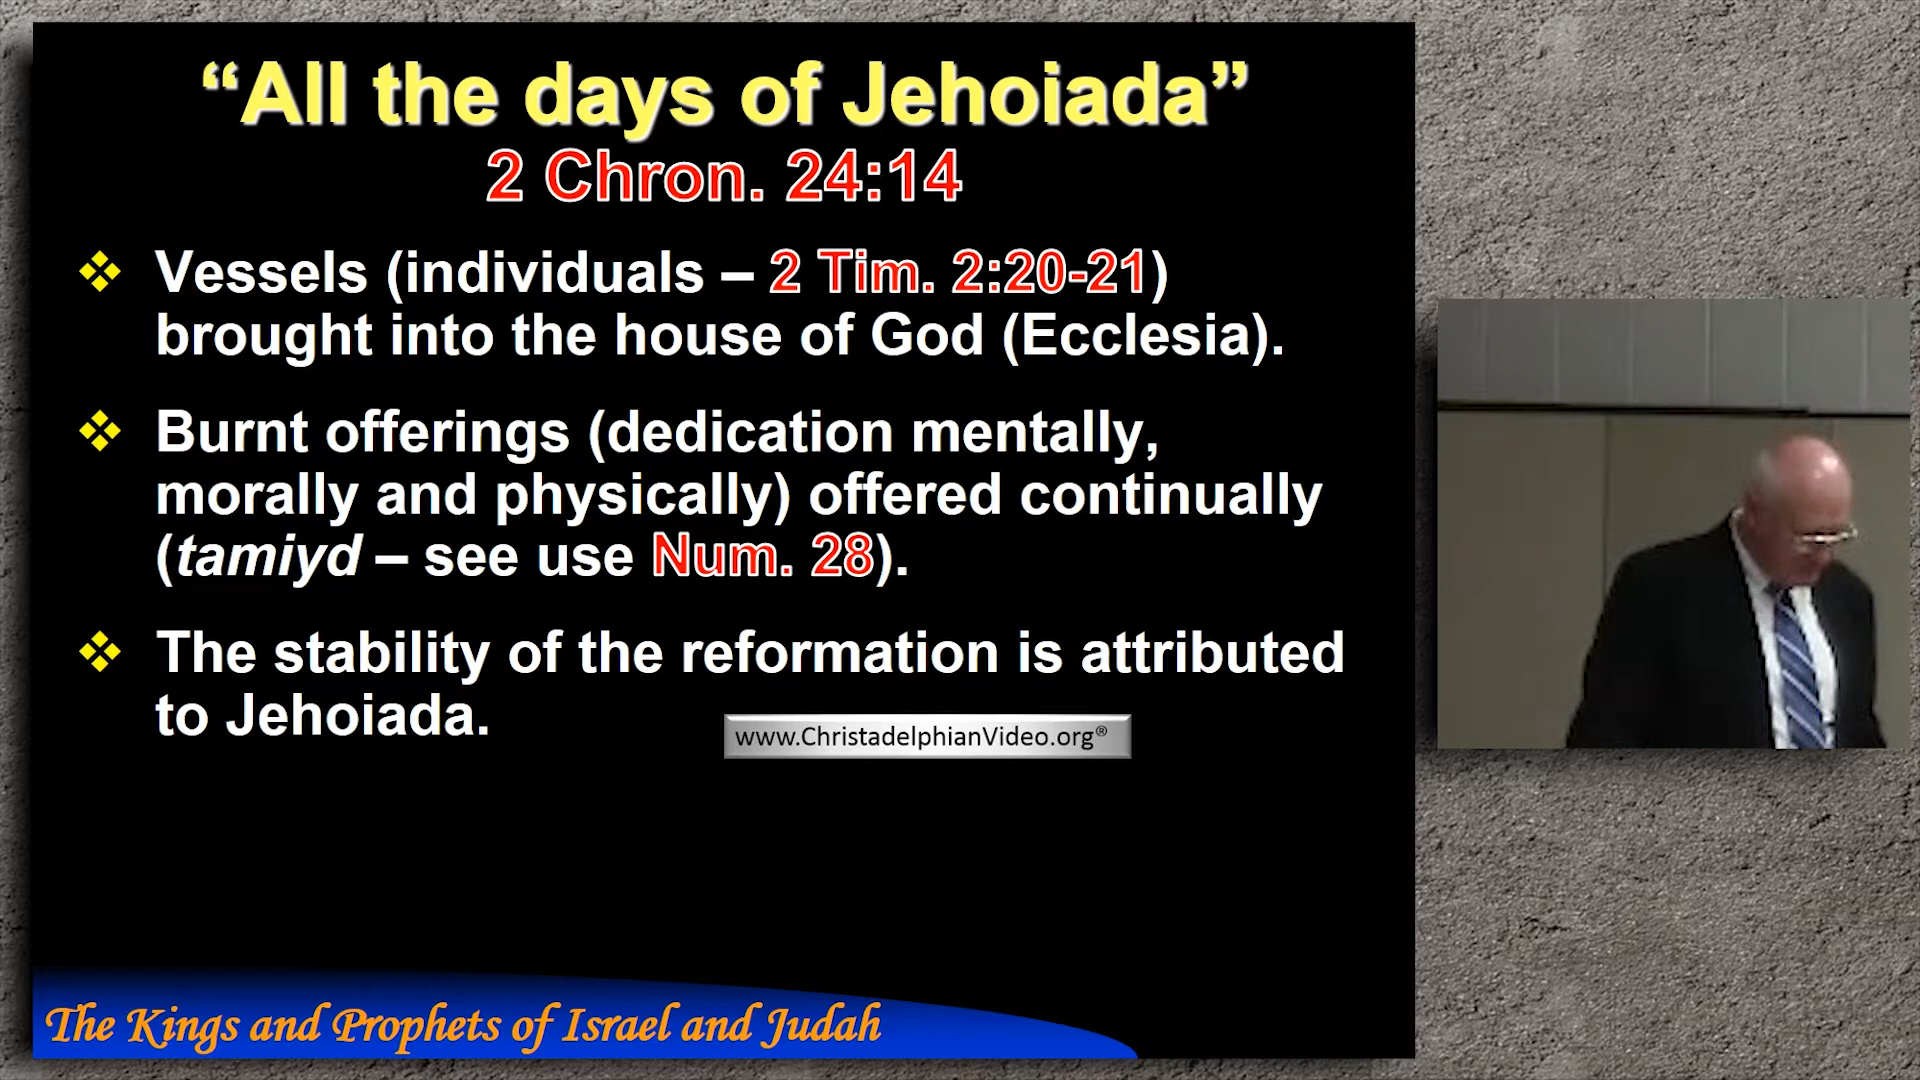 “All the days of Jehoiada”
2 Chron. 24:14
Vessels (individuals – 2 Tim. 2:20-21)
brought into the house of God (Ecclesia).
Burnt offerings (dedication mentally,
morally and physically) offered continually
(tamiyd – see use Num. 28).
The stability of the reformation is attributed
to Jehoiada.
www.ChristadelphianVideo.org®
The Kings and Prophets of Israel and Judah